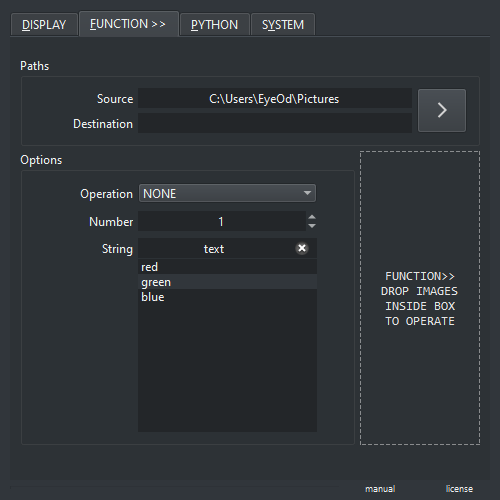 DISPLAY
FUNCTION >>
PYTHON
SYSTEM
Paths
Source
C:\Users\EyeOd\Pictures
Destination
Options
Operation
NONE
Number
1
String
text
red
green
blue
FUNCTION>>
DROP IMAGES
INSIDE BOX
TO OPERATE
manual
license